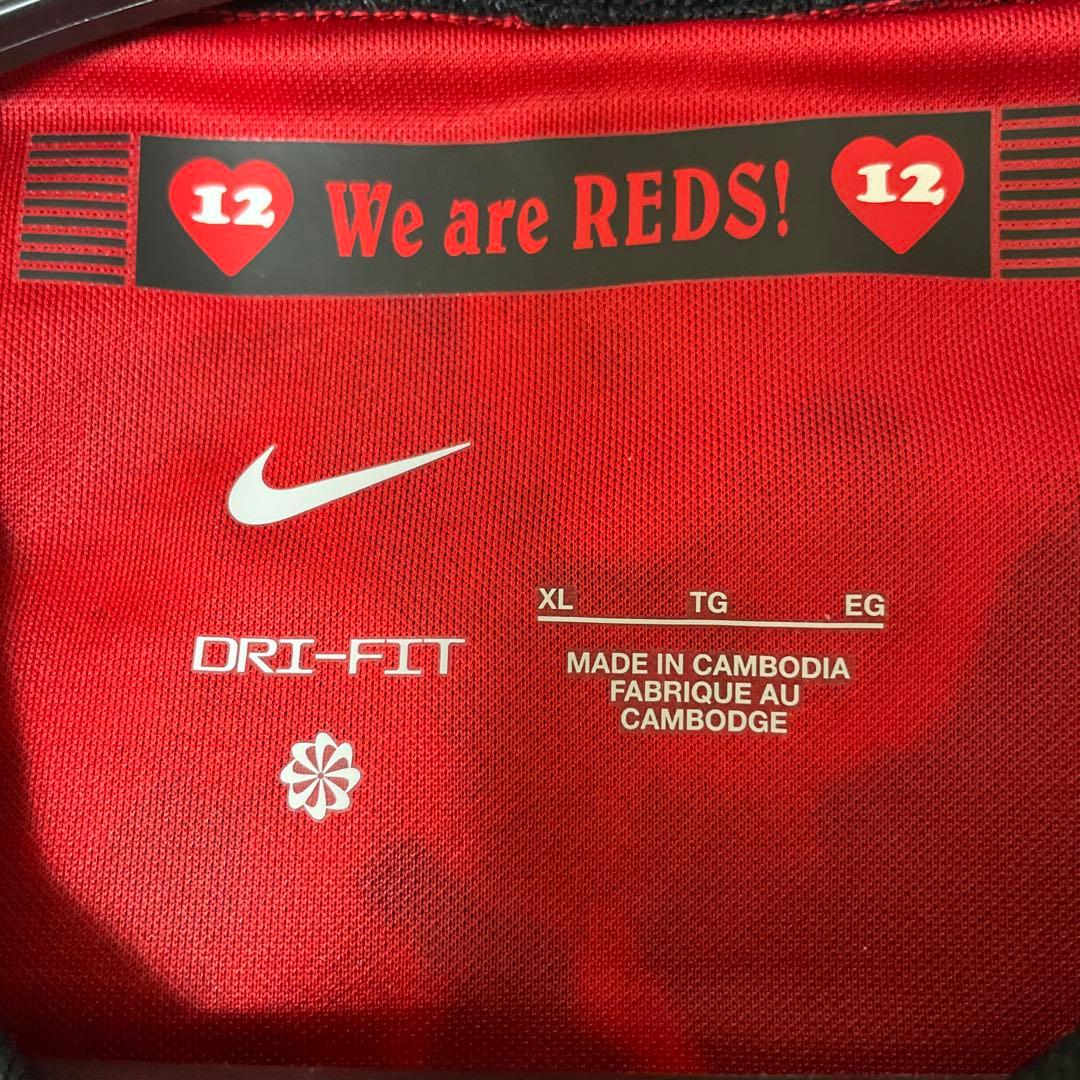 12 We are REDS! 12
DRI-FIT
XL TG EG
MADE IN CAMBODIA
FABRIQUE AU
CAMBODGE